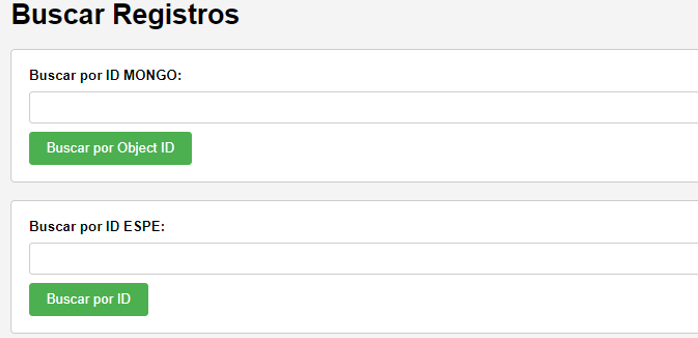 Buscar Registros
Buscar por ID MONGO:
Buscar por Object ID
Buscar por ID ESPE:
Buscar por ID